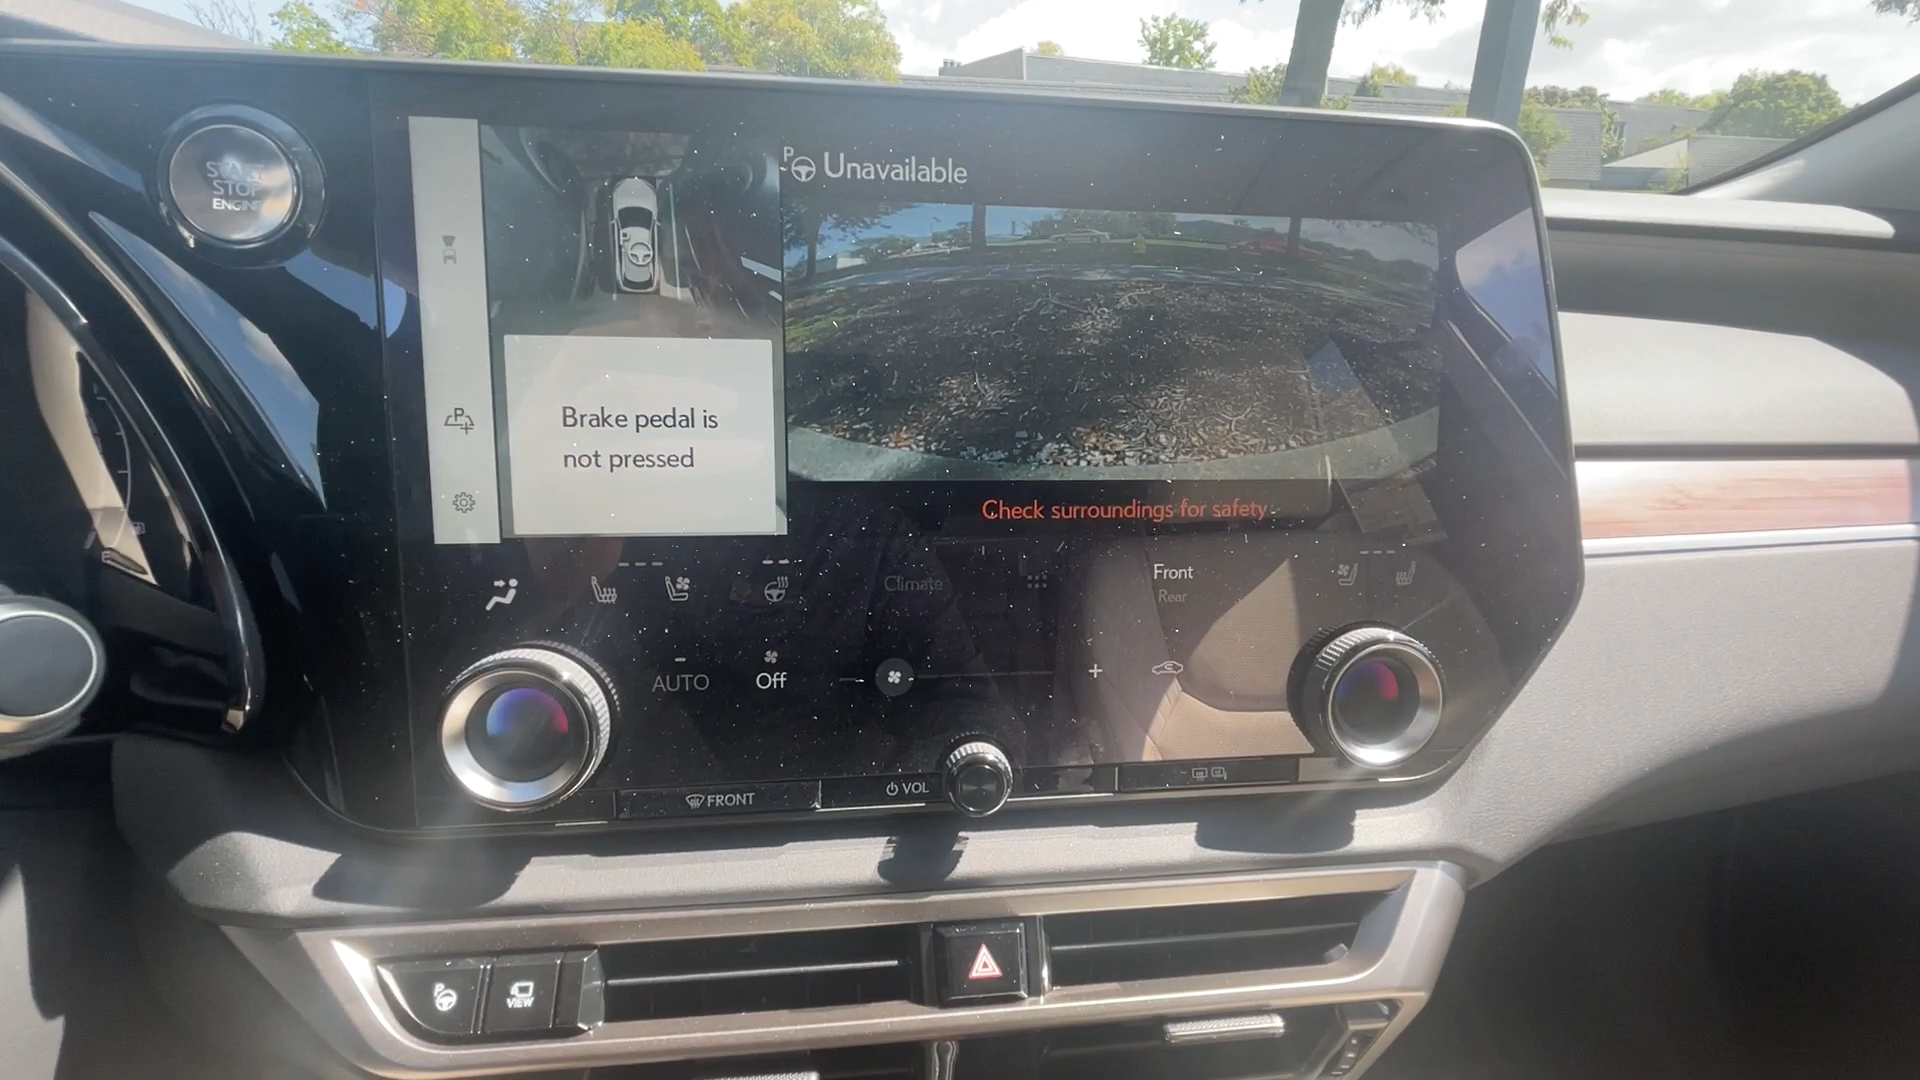 START
STOP
ENGINE
P
Unavailable
P
Brake pedal is
not pressed
Check surroundings for safety
Climate
Front
Rear
AUTO
Off
FRONT
VOL
P
VIEW